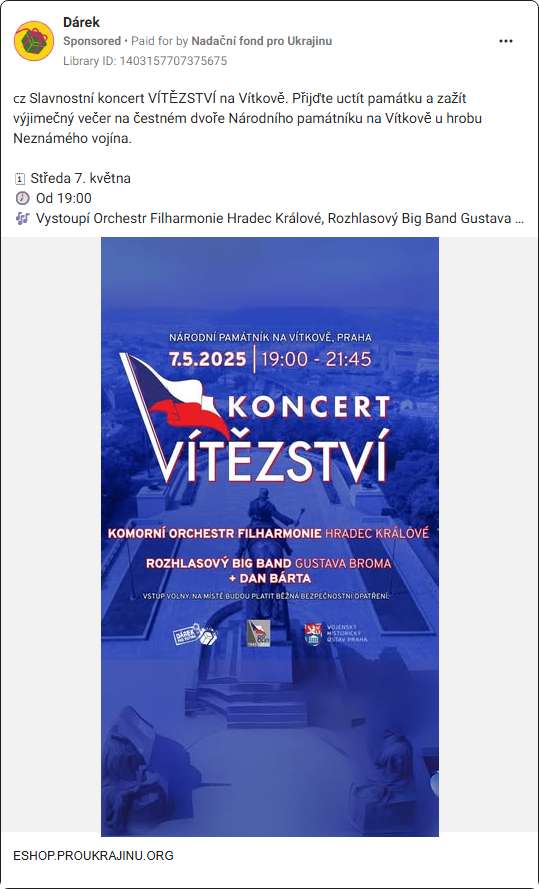 Dárek
Sponsored • Paid for by Nadační fond pro Ukrajinu
Library ID: 1403157707375675
cz Slavnostní koncert VÍTĚZSTVÍ na Vítkově. Přijďte uctít památku a zažít
výjimečný večer na čestném dvoře Národního památníku na Vítkově u hrobu
Neznámého vojína.
Středa 7. května
Od 19:00
Vystoupí Orchestr Filharmonie Hradec Králové, Rozhlasový Big Band Gustava ...
NÁRODNÍ PAMÁTNÍK NA VÍTKOVĚ, PRAHA
7.5.2025 | 19:00 - 21:45
KONCERT
VÍTĚZSTVÍ
KOMORNÍ ORCHESTR FILHARMONIE HRADEC KRÁLOVÉ
ROZHLASOVÝ BIG BAND GUSTAVA BROMA
+ DAN BÁRTA
VSTUP VOLNÝ. NA MÍSTĚ BUDOU PLATIT BĚŽNÁ BEZPEČNOSTNÍ OPATŘENÍ.
DÁREK
80
VOJENSKÝ
HISTORICKÝ
ÚSTAV PRAHA
ESHOP.PROUKRAJINU.ORG